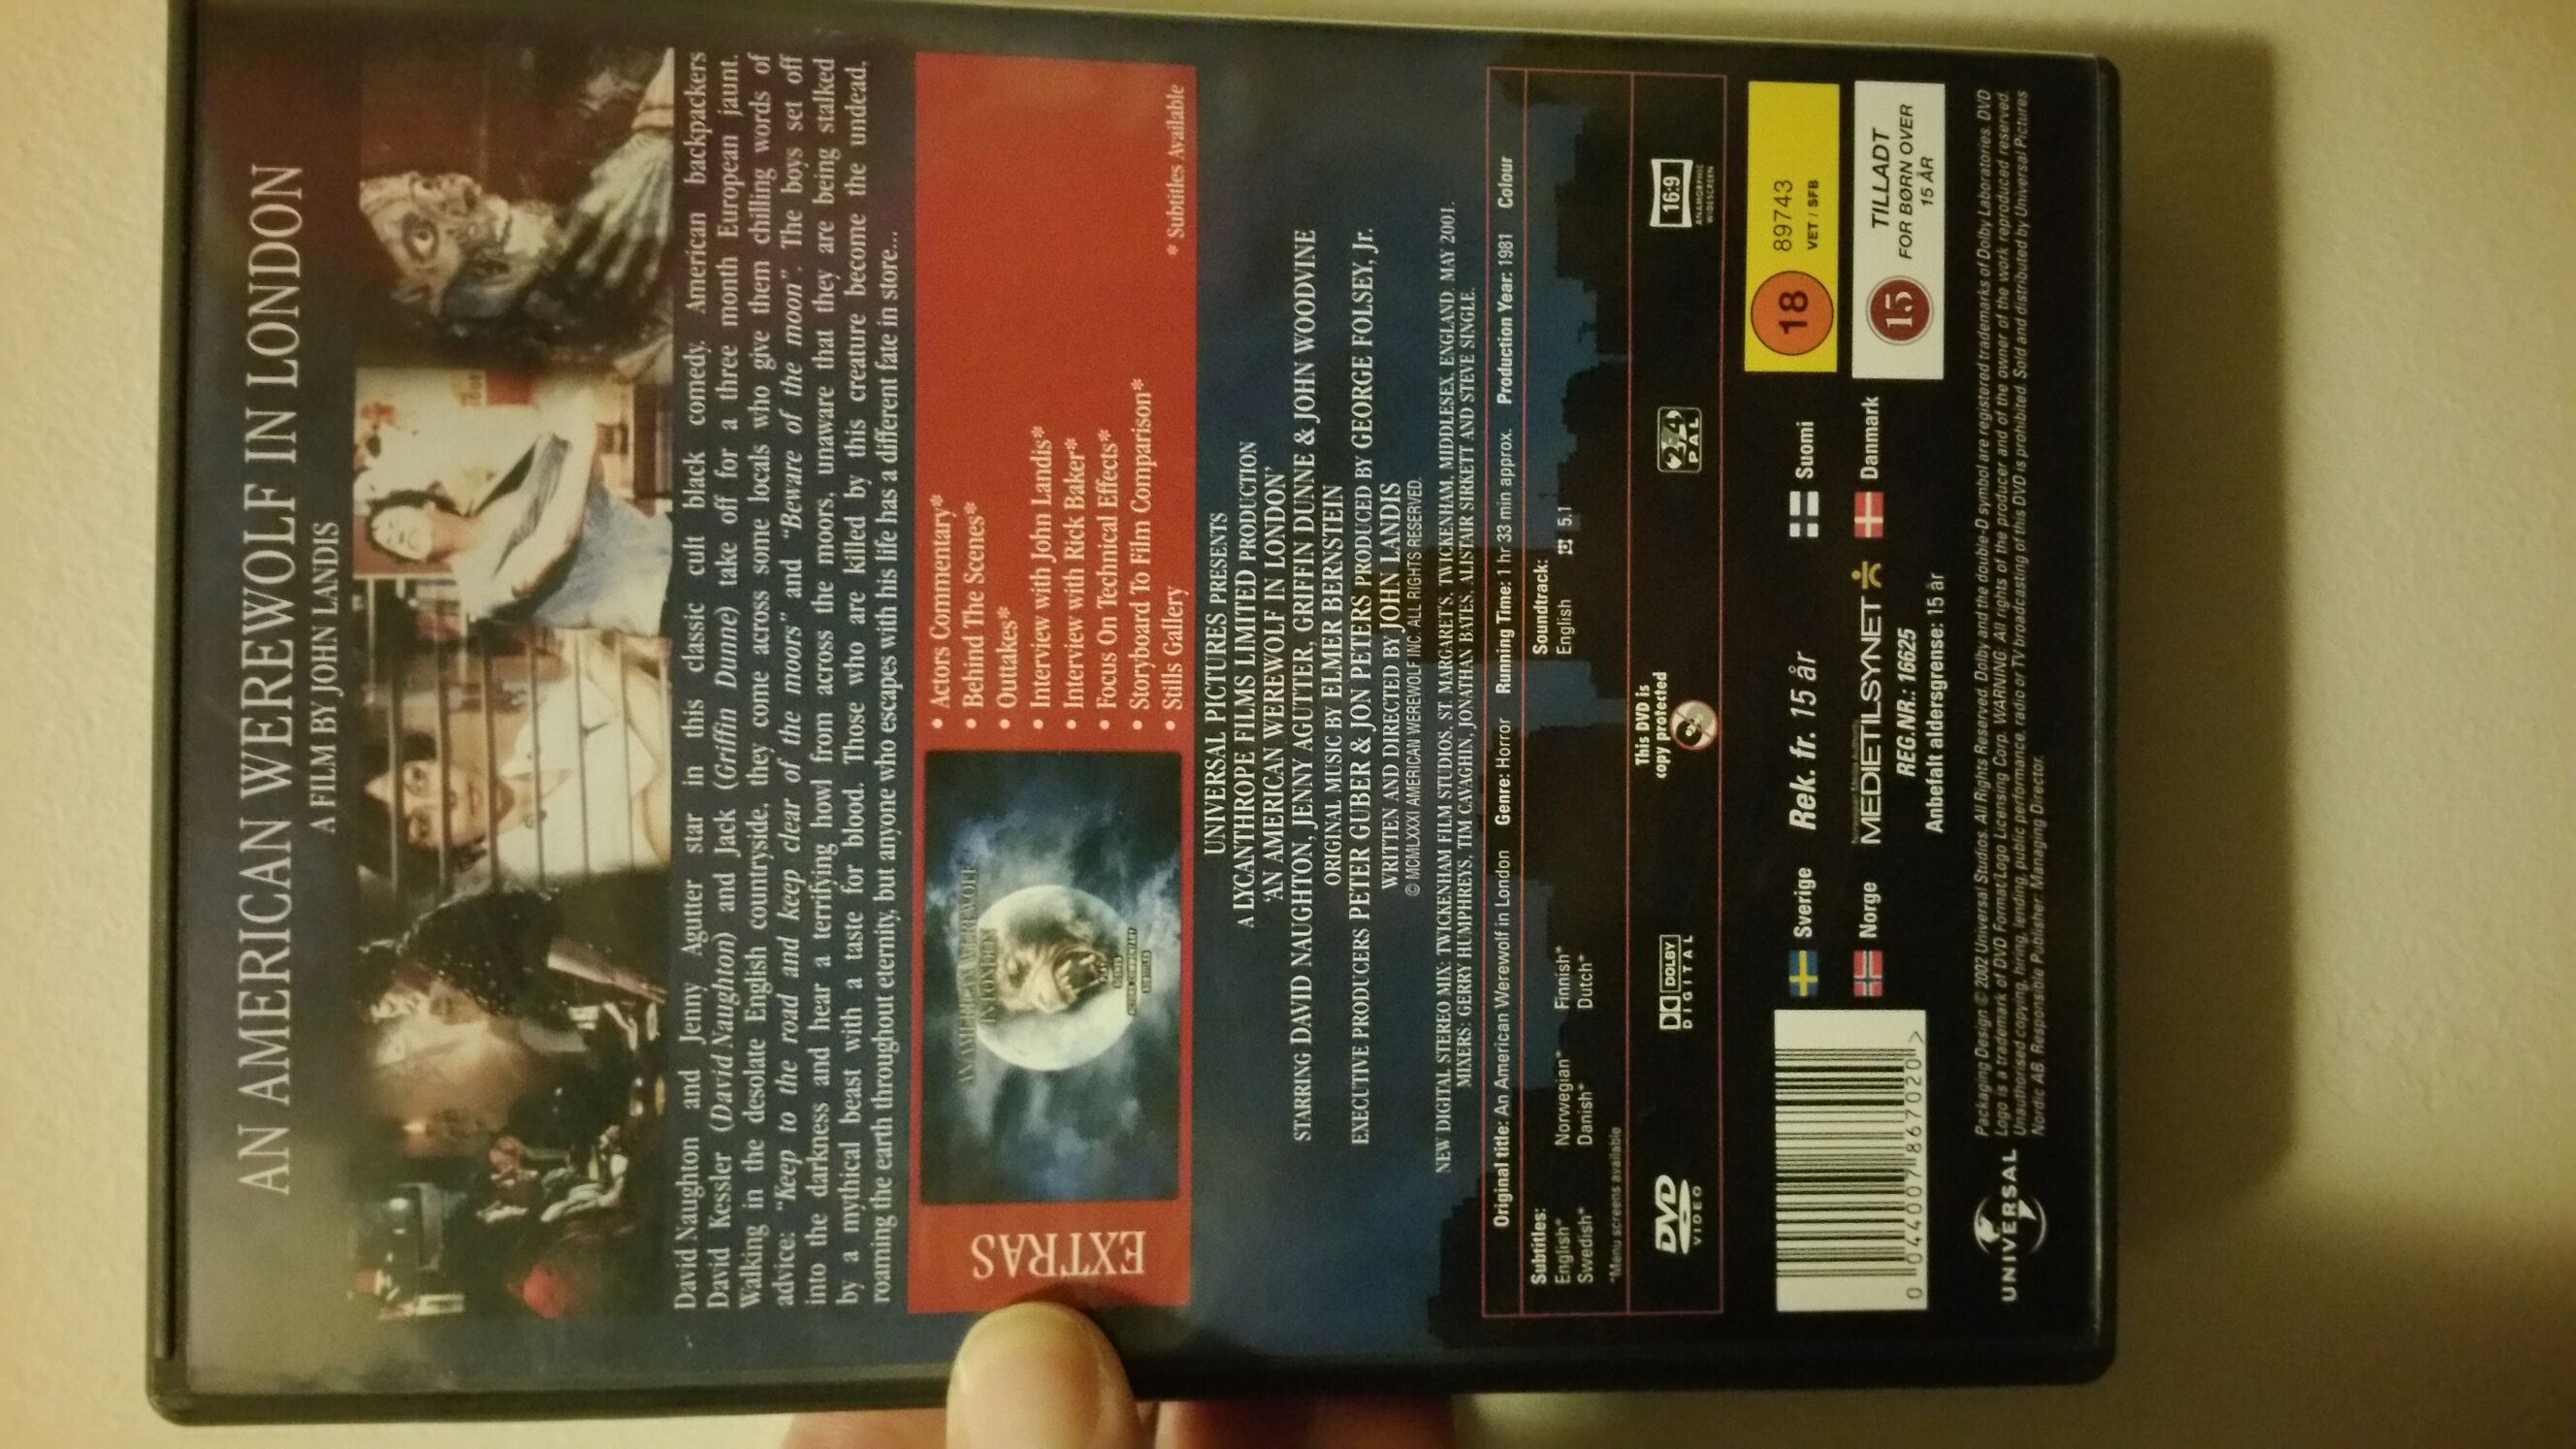 AN AMERICAN WEREWOLF IN LONDON
A FILM BY JOHN LANDIS
David Naughton and Jenny Agutter star in this classic cult black comedy. American backpackers
David Kessler (David Naughton) and Jack (Griffin Dunne) take off for a three month European jaunt.
Walking in the desolate English countryside, they come across some locals who give them chilling words of
advice: "Keep to the road and keep clear of the moors" and "Beware of the moon". The boys set off
into the darkness and hear a terrifying howl from across the moors, unaware that they are being stalked
by a mythical beast with a taste for blood. Those who are killed by this creature become the undead,
roaming the earth throughout eternity, but anyone who escapes with his life has a different fate in store...
EXTRAS
AN AMERICAN WEREWOLF
IN LONDON
• Actors Commentary*
• Behind The Scenes*
• Outtakes*
• Interview with John Landis*
• Interview with Rick Baker*
• Focus On Technical Effects*
• Storyboard To Film Comparison*
• Stills Gallery
* Subtitles Available
UNIVERSAL PICTURES PRESENTS
A LYCANTHROPE FILMS LIMITED PRODUCTION
'AN AMERICAN WEREWOLF IN LONDON'
STARRING DAVID NAUGHTON, JENNY AGUTTER, GRIFFIN DUNNE & JOHN WOODVINE
ORIGINAL MUSIC BY ELMER BERNSTEIN
EXECUTIVE PRODUCERS PETER GUBER & JON PETERS PRODUCED BY GEORGE FOLSEY, Jr.
WRITTEN AND DIRECTED BY JOHN LANDIS
© MCMLXXXI AMERICAN WEREWOLF INC. ALL RIGHTS RESERVED.
NEW DIGITAL STEREO MIX: TWICKENHAM FILM STUDIOS, ST. MARGARET'S, TWICKENHAM, MIDDLESEX, ENGLAND. MAY 2001.
MIXERS: GERRY HUMPHREYS, TIM CAVAGHIN, JONATHAN BATES, ALISTAIR SIRKETT AND STEVE SINGLE.
Original title: An American Werewolf in London Genre: Horror Running Time: 1 hr 33 min approx. Production Year: 1981 Colour
Subtitles:
English* Norwegian* Finnish*
Swedish* Danish* Dutch*
*Menu screens available
Soundtrack:
English 5.1
DVD
VIDEO
DOLBY
DIGITAL
This DVD is
copy protected
2,4
PAL
16:9
ANAMORPHIC
WIDESCREEN
0 044007 867020 >
Sverige Rek. fr. 15 år
Suomi 18 89743
VET / SFB
Norge MEDIETILSYNET
REG.NR.: 16625
Anbefalt aldersgrense: 15 år
Danmark 15 TILLADT
FOR BØRN OVER
15 ÅR
UNIVERSAL
Packaging Design © 2002 Universal Studios. All Rights Reserved. Dolby and the double-D symbol are registered trademarks of Dolby Laboratories. DVD
Logo is a trademark of DVD Format/Logo Licensing Corp. WARNING: All rights of the producer and of the owner of the work reproduced reserved.
Unauthorised copying, hiring, lending, public performance, radio or TV broadcasting of this DVD is prohibited. Sold and distributed by Universal Pictures
Nordic AB. Responsible Publisher: Managing Director.